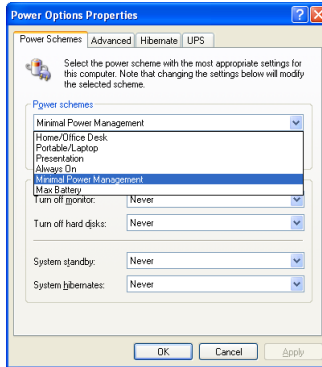 Power Options Properties
Power Schemes Advanced Hibernate UPS
Select the power scheme with the most appropriate settings for
this computer. Note that changing the settings below will modify
the selected scheme.
Power schemes
Minimal Power Management
Home/Office Desk
Portable/Laptop
Presentation
Always On
Minimal Power Management
Max Battery
Turn off monitor: Never
Turn off hard disks: Never
System standby: Never
System hibernates: Never
OK Cancel Apply